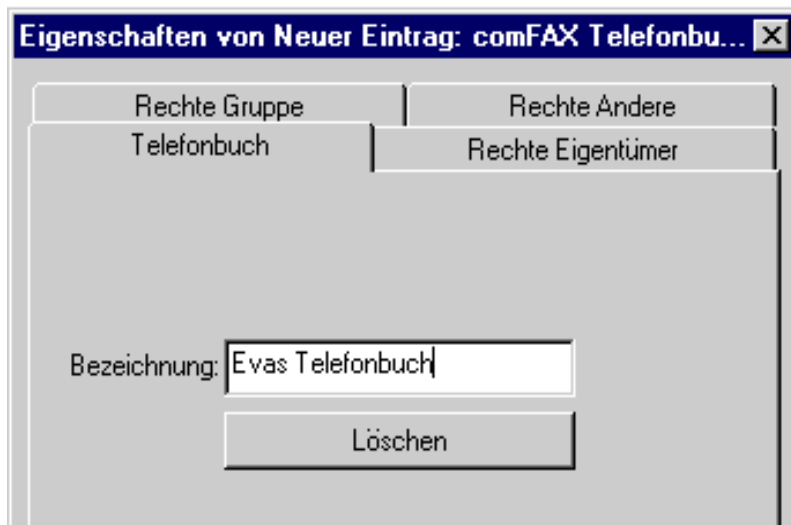 Eigenschaften von Neuer Eintrag: comFAX Telefonbu...
Rechte Gruppe
Rechte Andere
Telefonbuch
Rechte Eigentümer
Bezeichnung: Evas Telefonbuch
Löschen